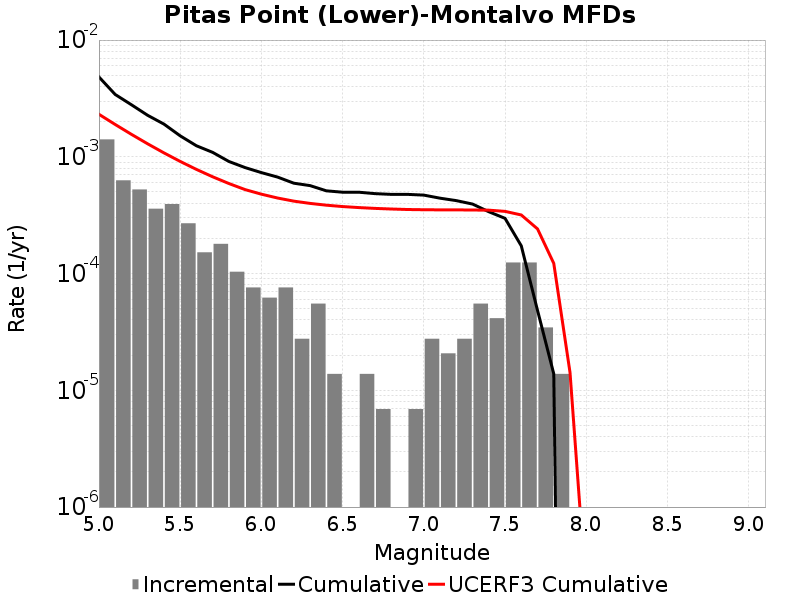 Pitas Point (Lower)-Montalvo MFDs
Rate (1/yr)
10-2
10-3
10-4
10-5
10-6
5.0 5.5 6.0 6.5 7.0 7.5 8.0 8.5 9.0
Magnitude
Incremental Cumulative UCERF3 Cumulative